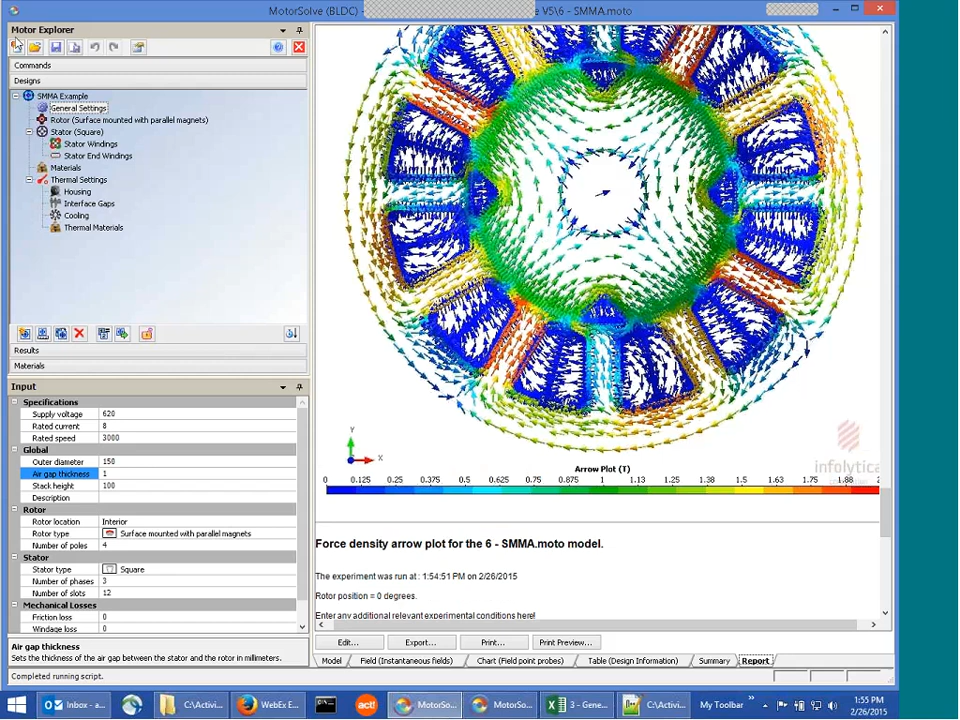 MotorSolve (BLDC) - e V5\6 - SMMA.moto
Motor Explorer
Commands
Designs
SMMA Example
General Settings
Rotor (Surface mounted with parallel magnets)
Stator (Square)
Stator Windings
Stator End Windings
Materials
Thermal Settings
Housing
Interface Gaps
Cooling
Thermal Materials
Results
Materials
Input
Specifications
Supply voltage 620
Rated current 8
Rated speed 3000
Global
Outer diameter 150
Air gap thickness 1
Stack height 100
Description
Rotor
Rotor location Interior
Rotor type Surface mounted with parallel magnets
Number of poles 4
Stator
Stator type Square
Number of phases 3
Number of slots 12
Mechanical Losses
Friction loss 0
Windage loss 0
Air gap thickness
Sets the thickness of the air gap between the stator and the rotor in millimeters.
Completed running script.
Y
X
infolytica
Arrow Plot (T)
0 0.125 0.25 0.375 0.5 0.625 0.75 0.875 1 1.13 1.25 1.38 1.5 1.63 1.75 1.88 2
Force density arrow plot for the 6 - SMMA.moto model.
The experiment was run at : 1:54:51 PM on 2/26/2015
Rotor position = 0 degrees.
Enter any additional relevant experimental conditions here!
Edit... Export... Print... Print Preview...
Model Field (Instantaneous fields) Chart (Field point probes) Table (Design Information) Summary Report
Inbox - a... C:\Activi... WebEx E... act! MotorSo... MotorSo... 3 - Gene... C:\Activi... My Toolbar » 1:55 PM
2/26/2015